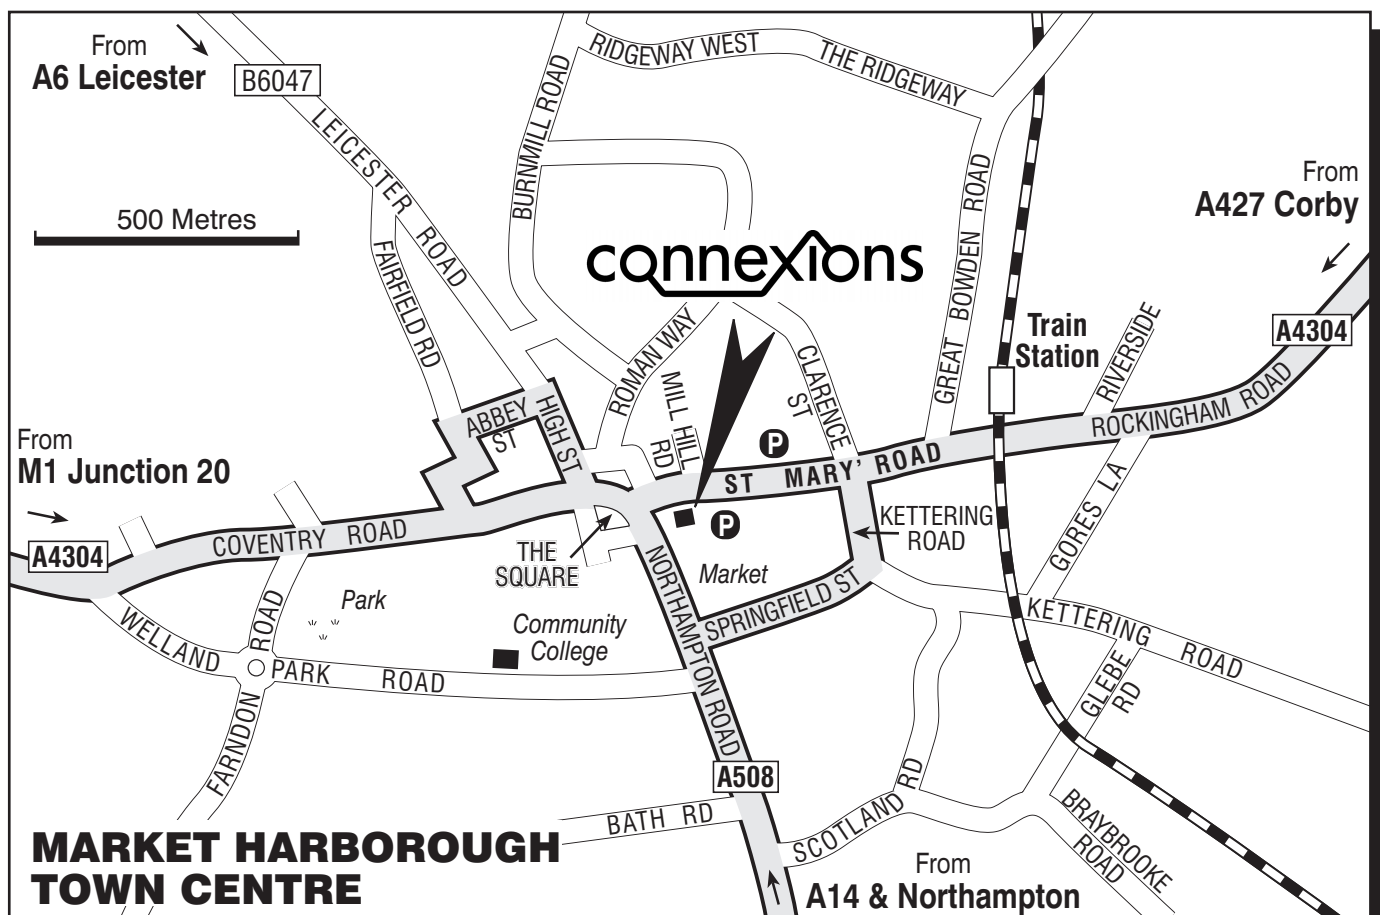 From
A6 Leicester
B6047
LEICESTER ROAD
500 Metres
FAIRFIELD RD
BURNMILL ROAD
RIDGEWAY WEST
THE RIDGEWAY
GREAT BOWDEN ROAD
From
A427 Corby
A4304
connexions
Train
Station
RIVERSIDE
ROCKINGHAM ROAD
ROMAN WAY
MILL HILL
RD
CLARENCE
ST
ABBEY
ST
HIGH ST
P
ST MARY' ROAD
From
M1 Junction 20
A4304
COVENTRY ROAD
THE
SQUARE
P
KETTERING
ROAD
GORES LA
Market
SPRINGFIELD ST
NORTHAMPTON ROAD
Park
Community
College
WELLAND PARK ROAD
FARNDON ROAD
KETTERING ROAD
GLEBE
RD
A508
BATH RD
SCOTLAND RD
BRAYBROOKE
ROAD
MARKET HARBOROUGH
TOWN CENTRE
From
A14 & Northampton